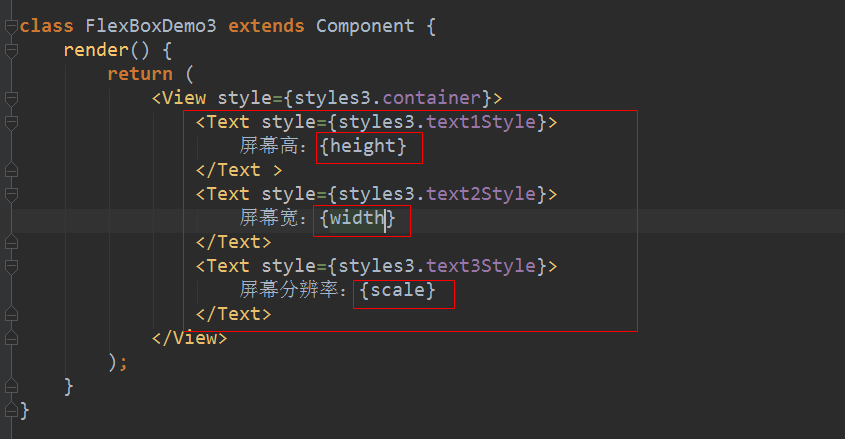 class FlexBoxDemo3 extends Component {
render() {
return (
<View style={styles3.container}>
<Text style={styles3.text1Style}>
屏幕高：{height}
</Text >
<Text style={styles3.text2Style}>
屏幕宽：{width}
</Text>
<Text style={styles3.text3Style}>
屏幕分辨率：{scale}
</Text>
</View>
);
}
}